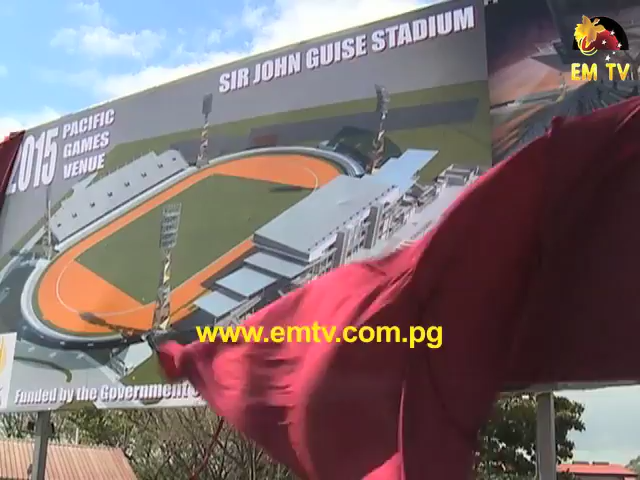 EM TV
SIR JOHN GUISE STADIUM
2015 PACIFIC
GAMES
VENUE
www.emtv.com.pg
Funded by the Government